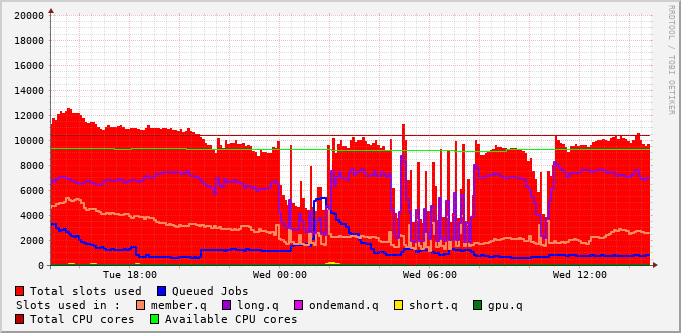 20000
18000
16000
14000
12000
10000
8000
6000
4000
2000
0
Tue 18:00 Wed 00:00 Wed 06:00 Wed 12:00
Total slots used Queued Jobs
Slots used in : member.q long.q ondemand.q short.q gpu.q
Total CPU cores Available CPU cores
RRDTOOL / TOBI OETIKER